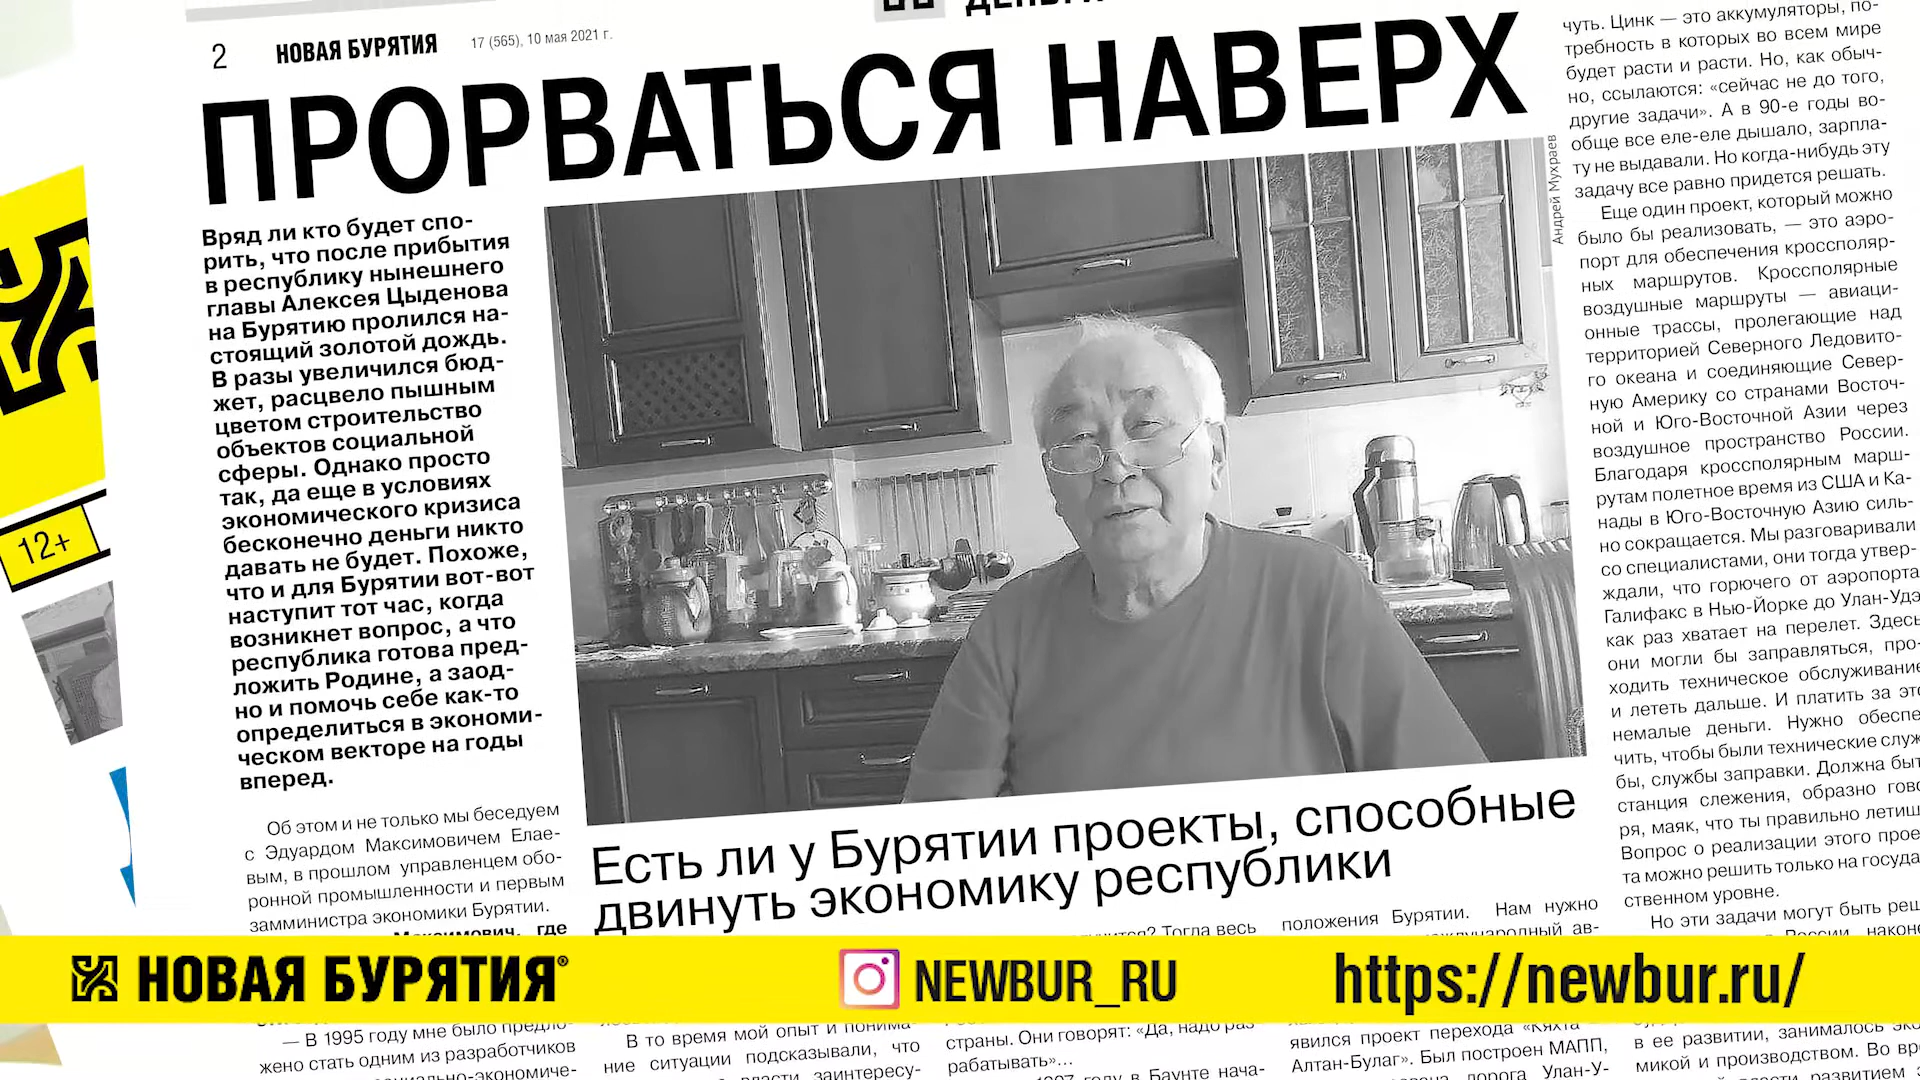 2
НОВАЯ БУРЯТИЯ
17 (565), 10 мая 2021 г.
ПРОРВАТЬСЯ НАВЕРХ
12+
Вряд ли кто будет спо-
рить, что после прибытия
в республику нынешнего
главы Алексея Цыденова
на Бурятию пролился на-
стоящий золотой дождь.
В разы увеличился бюд-
жет, расцвело пышным
цветом строительство
объектов социальной
сферы. Однако просто
так, да еще в условиях
экономического кризиса
бесконечно деньги никто
давать не будет. Похоже,
что и для Бурятии вот-вот
наступит тот час, когда
возникнет вопрос, а что
республика готова пред-
ложить Родине, а заод-
но и помочь себе как-то
определиться в экономи-
ческом векторе на годы
вперед.
Об этом и не только мы беседуем
с Эдуардом Максимовичем Елае-
вым, в прошлом управленцем обо-
ронной промышленности и первым
замминистра экономики Бурятии.
Максимович, где
— В 1995 году мне было предло-
жено стать одним из разработчиков
Андрей Мухраев
Есть ли у Бурятии проекты, способные
двинуть экономику республики
Тогда весь
В то время мой опыт и понима-
ние ситуации подсказывали, что
власти заинтересу-
страны. Они говорят: «Да, надо раз-
рабатывать»...
году в Баунте нача-
положения Бурятии. Нам нужно
явился проект перехода «Кяхта —
Алтан-Булаг». Был построен МАПП,
дорога Улан-У-
чуть. Цинк — это аккумуляторы, по-
требность в которых во всем мире
будет расти и расти. Но, как обыч-
но, ссылаются: «сейчас не до того,
другие задачи». А в 90-е годы во-
обще все еле-еле дышало, зарпла-
ту не выдавали. Но когда-нибудь эту
задачу все равно придется решать.
Еще один проект, который можно
было бы реализовать, — это аэро-
порт для обеспечения кроссполяр-
ных маршрутов. Кроссполярные
воздушные маршруты — авиаци-
онные трассы, пролегающие над
территорией Северного Ледовито-
го океана и соединяющие Север-
ную Америку со странами Восточ-
ной и Юго-Восточной Азии через
воздушное пространство России.
Благодаря кроссполярным марш-
рутам полетное время из США и Ка-
нады в Юго-Восточную Азию силь-
но сокращается. Мы разговаривали
со специалистами, они тогда утвер-
ждали, что горючего от аэропорта
Галифакс в Нью-Йорке до Улан-Удэ
как раз хватает на перелет. Здесь
они могли бы заправляться, про-
ходить техническое обслуживание
и лететь дальше. И платить за это
немалые деньги. Нужно обеспе-
чить, чтобы были технические служ-
бы, службы заправки. Должна быть
станция слежения, образно гово-
ря, маяк, что ты правильно летишь.
Вопрос о реализации этого проек-
та можно решить только на государ-
ственном уровне.
Но эти задачи могут быть реш
в ее развитии, занималось эко
микой и производством. Во вр
НОВАЯ БУРЯТИЯ®
NEWBUR_RU
https://newbur.ru/